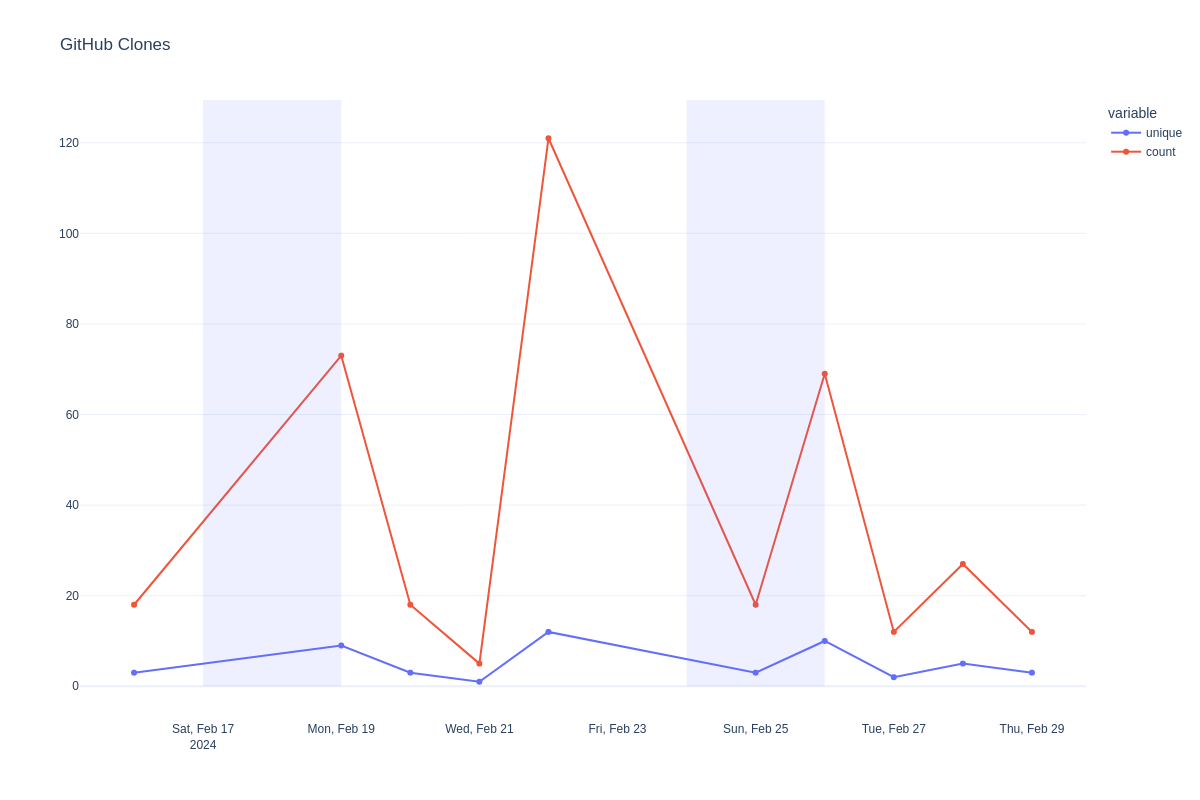 GitHub Clones
variable
unique
count
120
100
80
60
40
20
0
Sat, Feb 17
2024
Mon, Feb 19
Wed, Feb 21
Fri, Feb 23
Sun, Feb 25
Tue, Feb 27
Thu, Feb 29